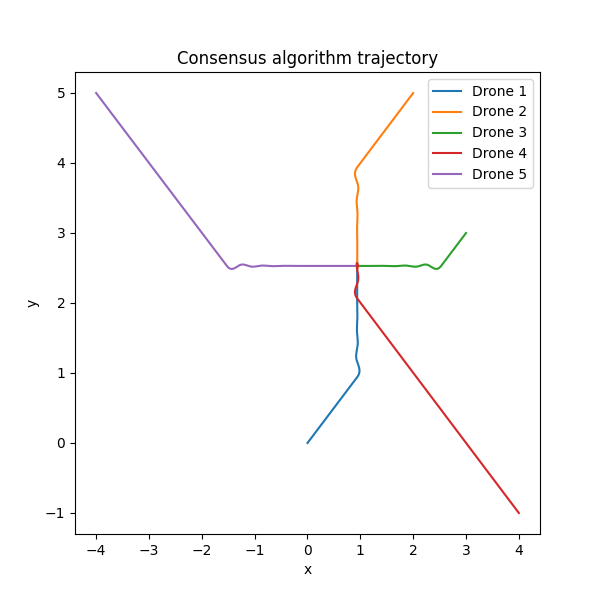 Consensus algorithm trajectory
Drone 1
Drone 2
Drone 3
Drone 4
Drone 5
y
5
4
3
2
1
0
−1
−4 −3 −2 −1 0 1 2 3 4
x